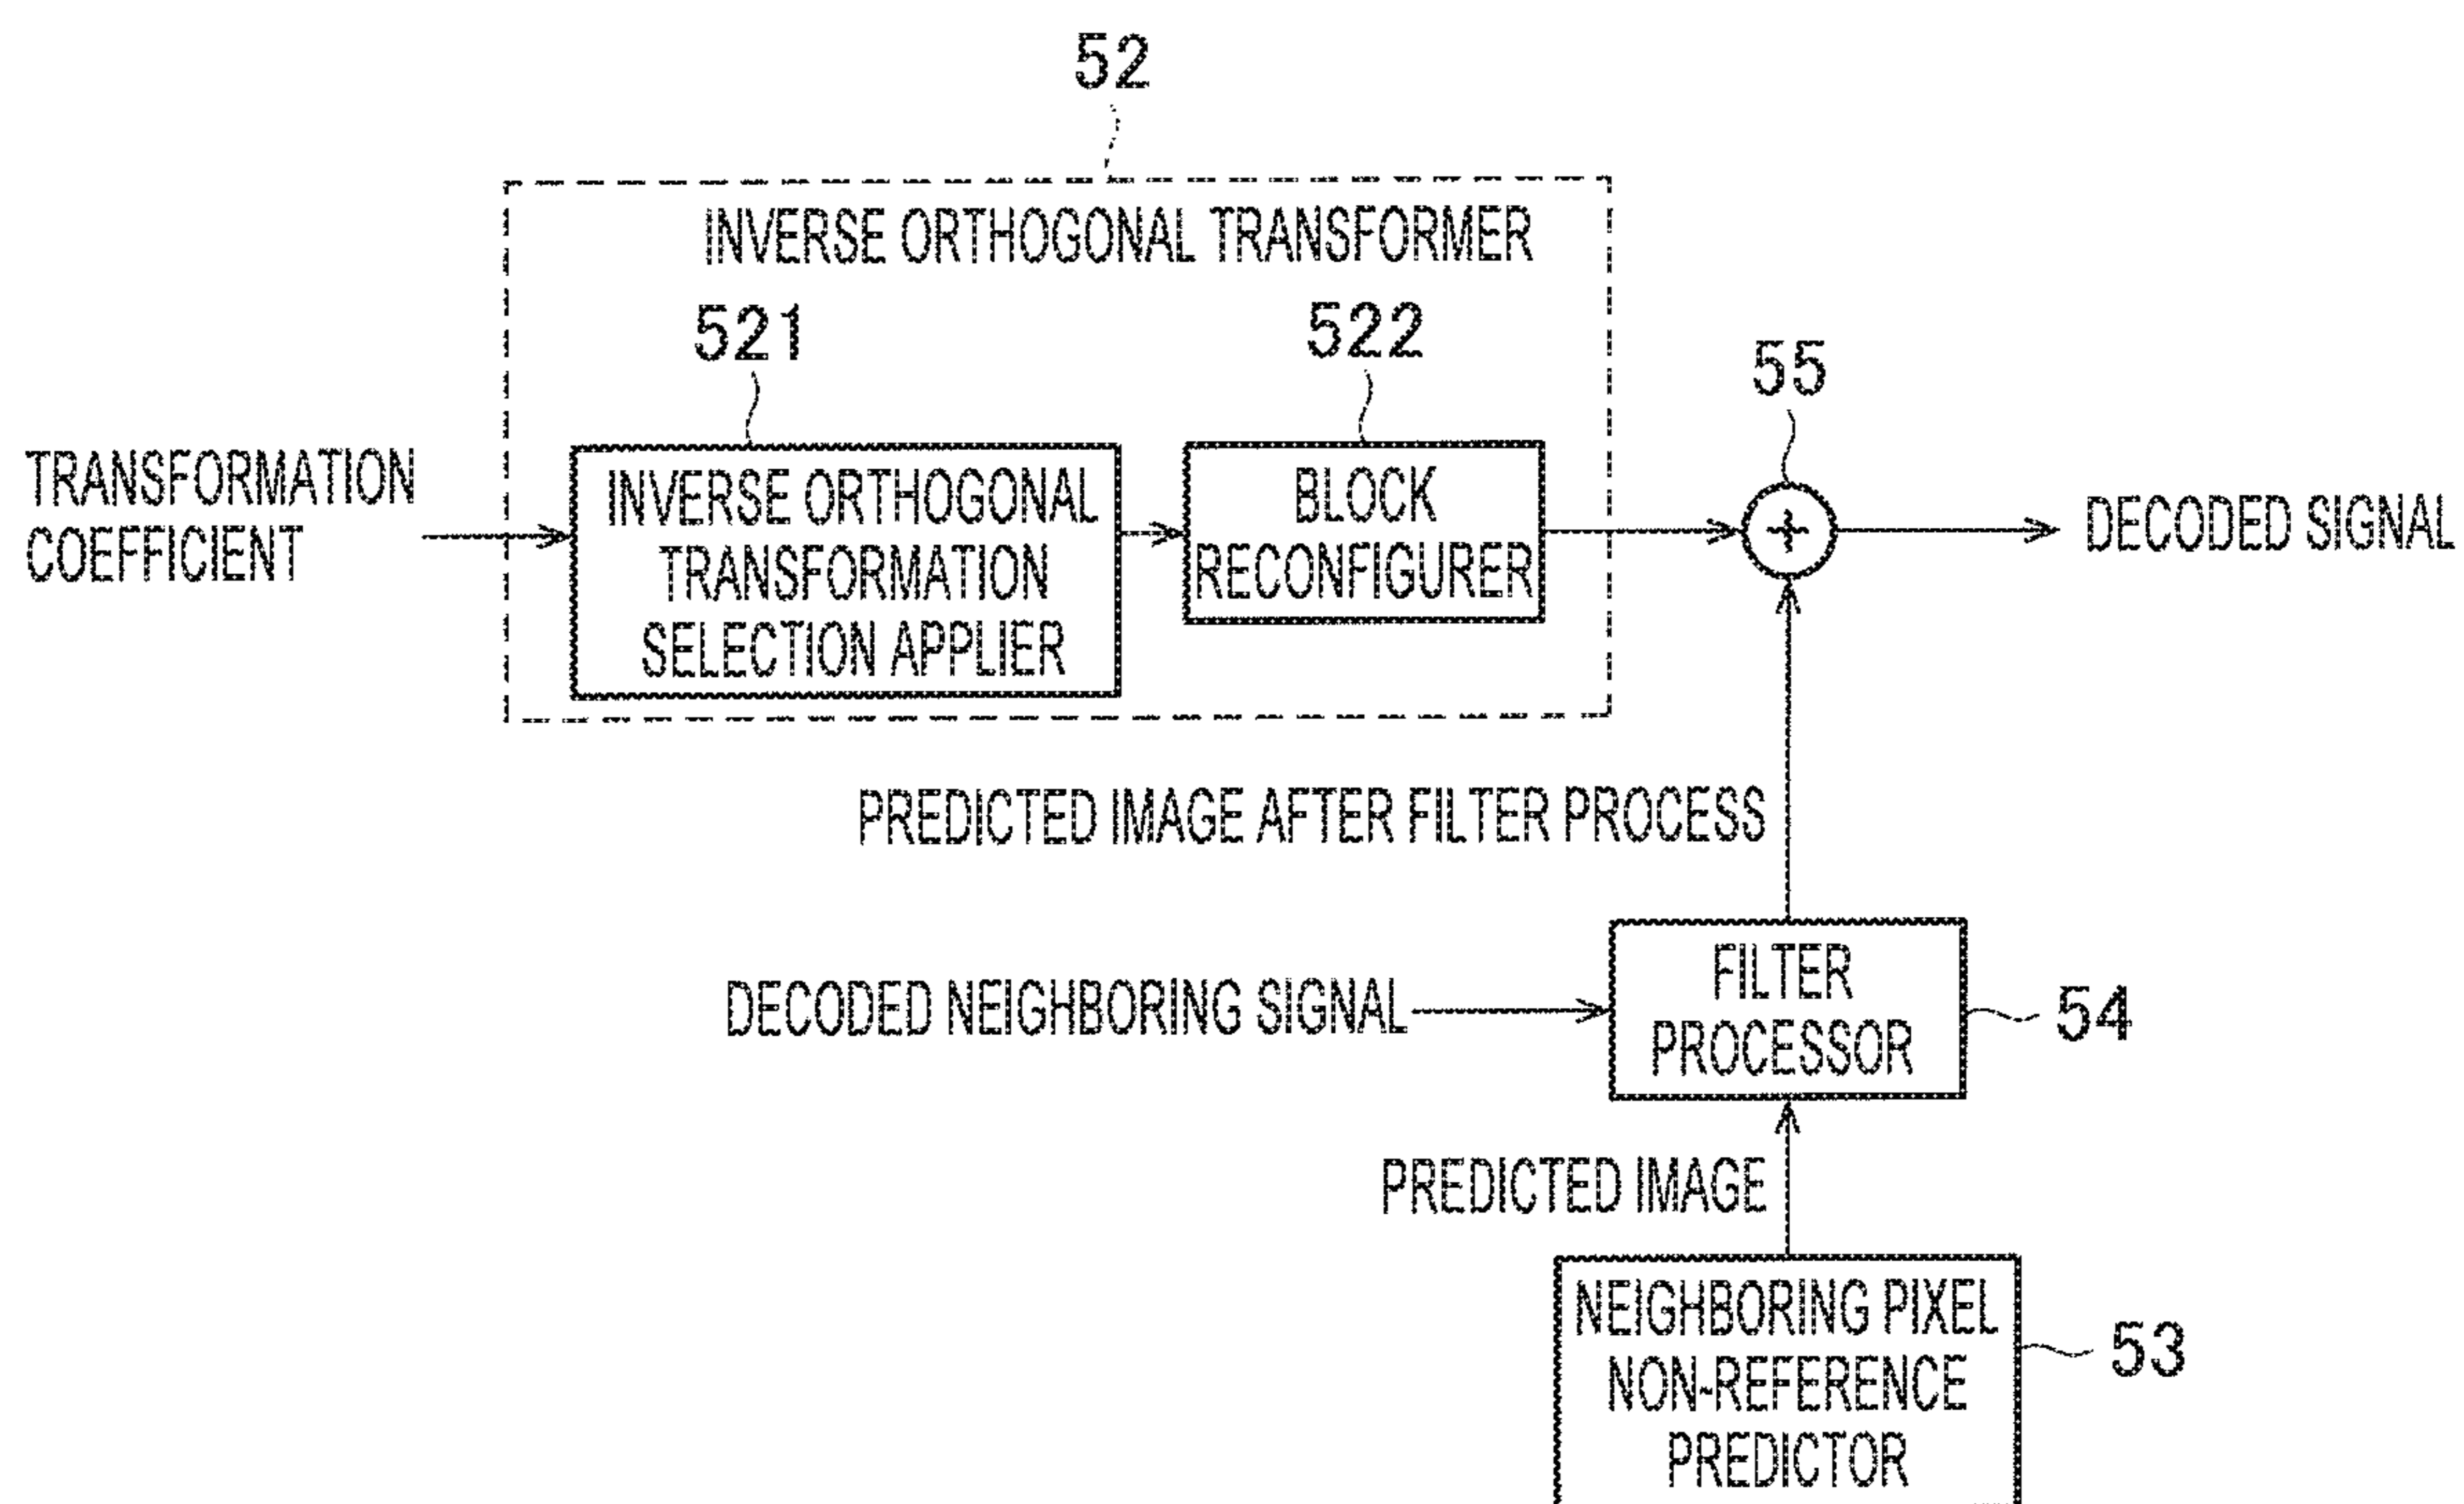 52
INVERSE ORTHOGONAL TRANSFORMER
521
522
55
TRANSFORMATION
COEFFICIENT
INVERSE ORTHOGONAL
TRANSFORMATION
SELECTION APPLIER
BLOCK
RECONFIGURER
+
DECODED SIGNAL
PREDICTED IMAGE AFTER FILTER PROCESS
DECODED NEIGHBORING SIGNAL
FILTER
PROCESSOR
54
PREDICTED IMAGE
NEIGHBORING PIXEL
NON-REFERENCE
PREDICTOR
53